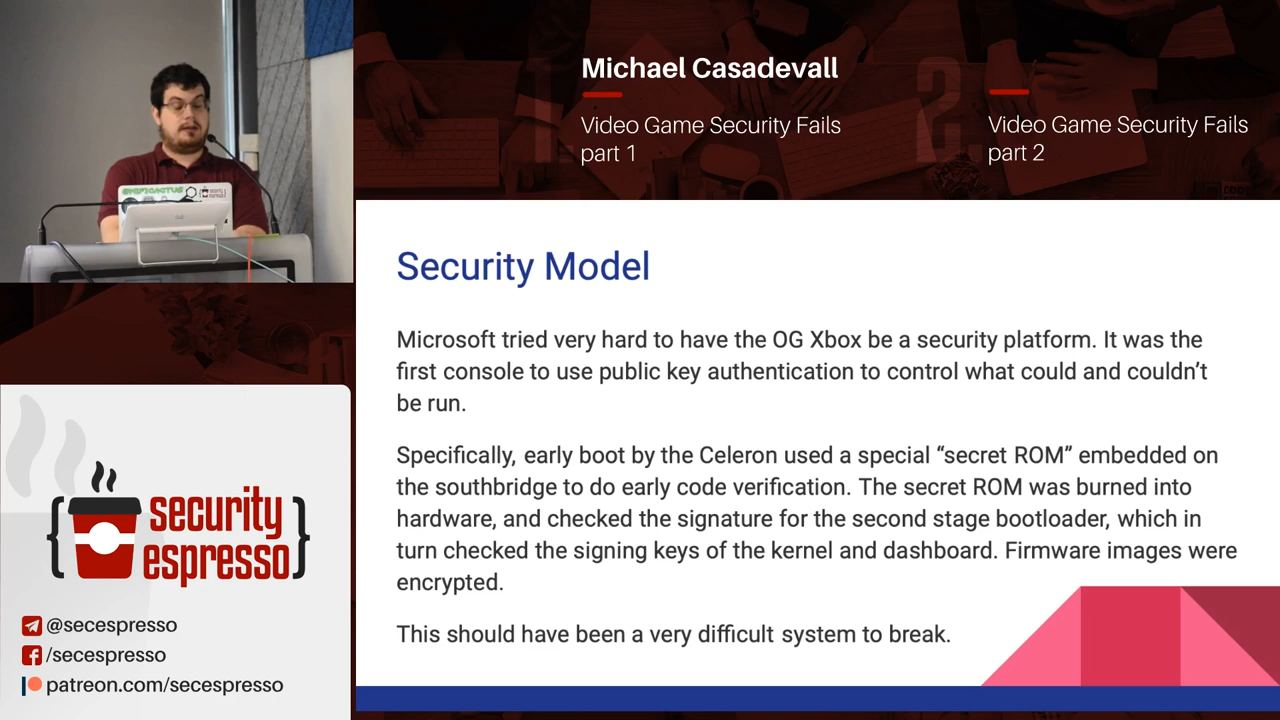 Michael Casadevall
1
Video Game Security Fails
part 1
2
Video Game Security Fails
part 2
Security Model
Microsoft tried very hard to have the OG Xbox be a security platform. It was the
first console to use public key authentication to control what could and couldn’t
be run.
Specifically, early boot by the Celeron used a special “secret ROM” embedded on
the southbridge to do early code verification. The secret ROM was burned into
hardware, and checked the signature for the second stage bootloader, which in
turn checked the signing keys of the kernel and dashboard. Firmware images were
encrypted.
This should have been a very difficult system to break.
{security
espresso}
@secespresso
/secespresso
patreon.com/secespresso